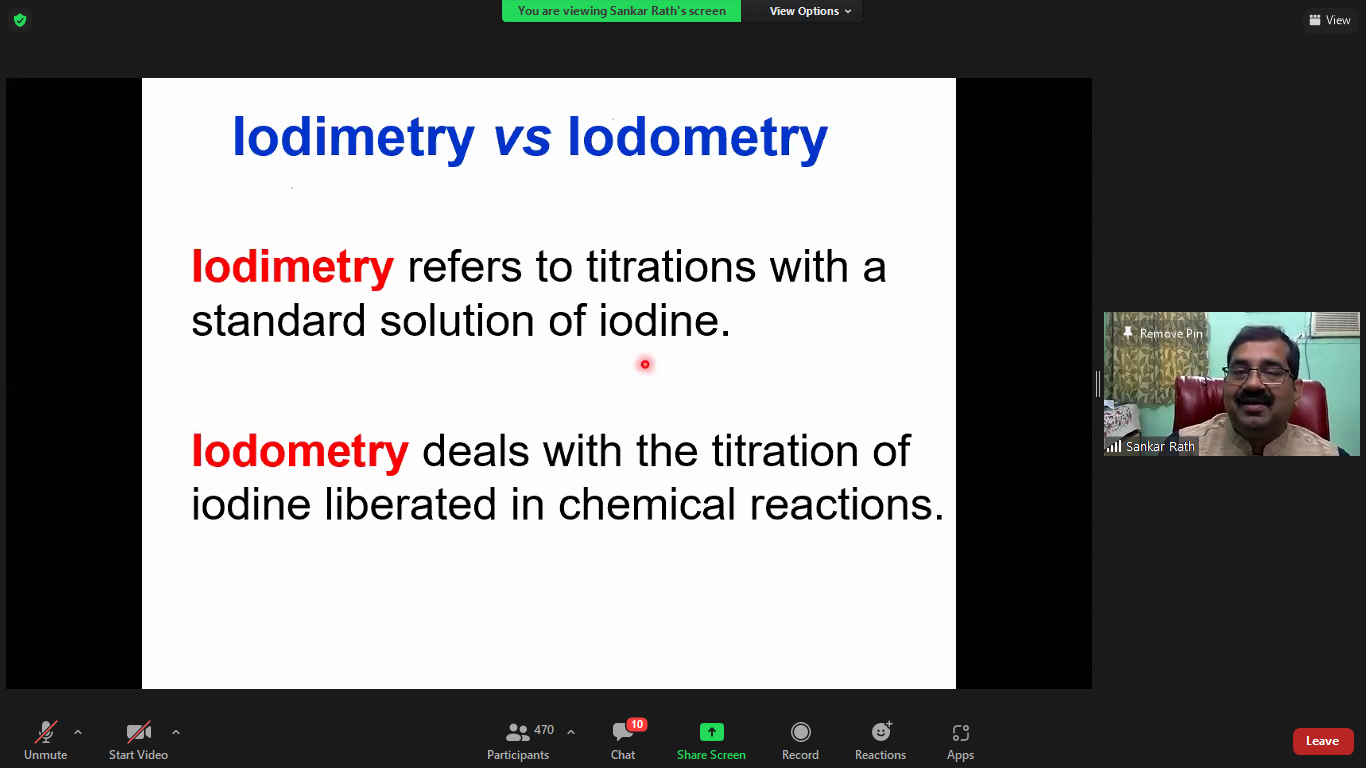 You are viewing Sankar Rath's screen
View Options
View
Iodimetry vs Iodometry
Iodimetry refers to titrations with a
standard solution of iodine.
Iodometry deals with the titration of
iodine liberated in chemical reactions.
Remove Pin
Sankar Rath
Unmute
Start Video
470
Participants
10
Chat
Share Screen
Record
Reactions
Apps
Leave